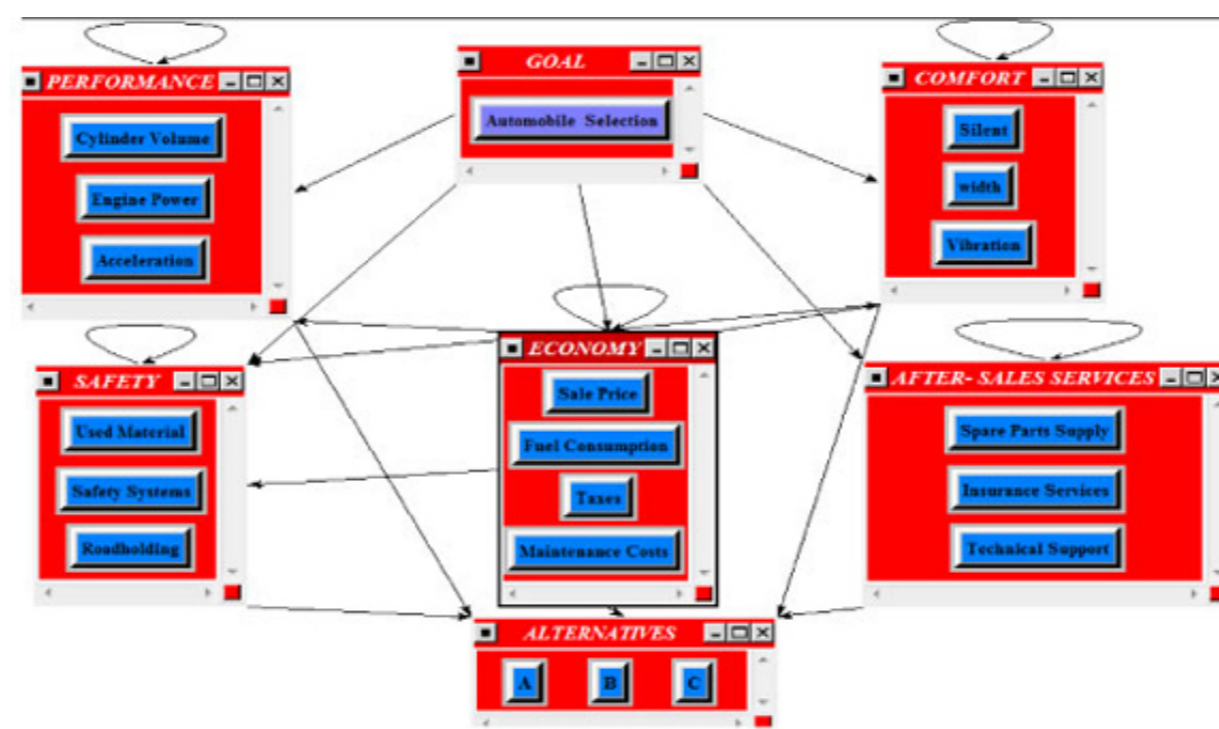 PERFORMANCE
Cylinder Volume
Engine Power
Acceleration
GOAL
Automobile Selection
COMFORT
Silent
width
Vibration
SAFETY
Used Material
Safety Systems
Roadholding
ECONOMY
Sale Price
Fuel Consumption
Taxes
Maintenance Costs
AFTER- SALES SERVICES
Spare Parts Supply
Insurance Services
Technical Support
ALTERNATIVES
A B C